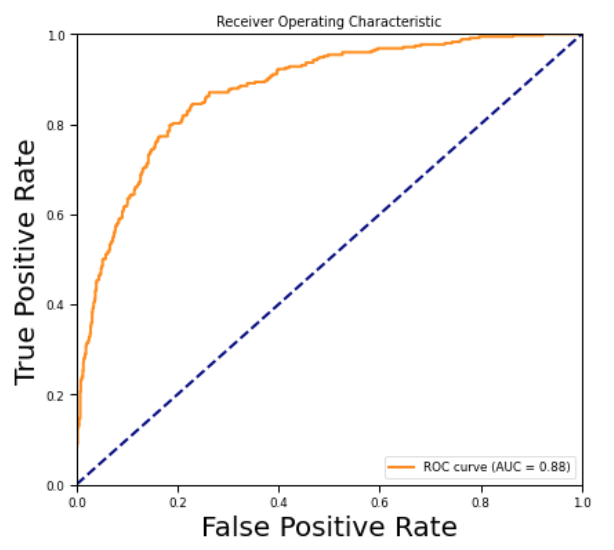 Receiver Operating Characteristic
1.0
0.8
0.6
0.4
0.2
0.0
True Positive Rate
ROC curve (AUC = 0.88)
0.0 0.2 0.4 0.6 0.8 1.0
False Positive Rate